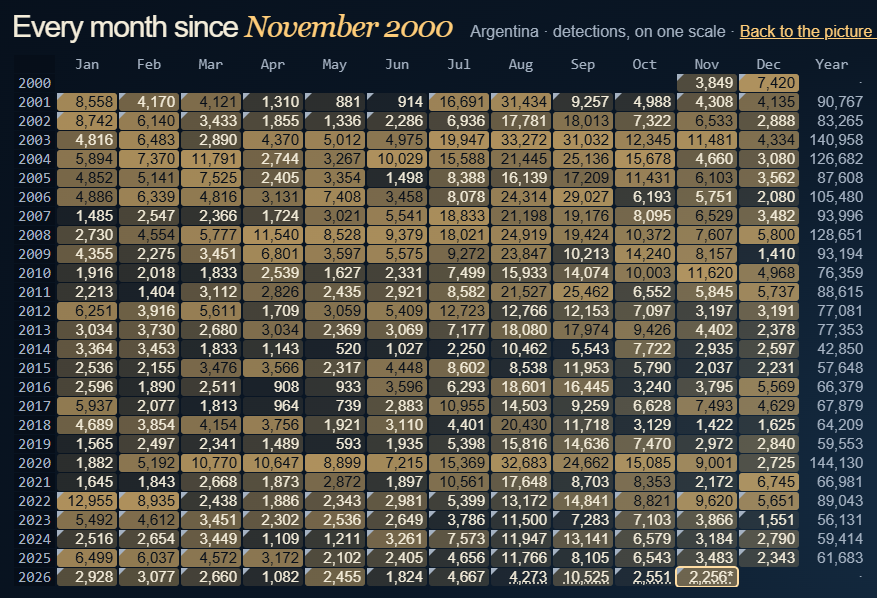 Every month since November 2000 Argentina · detections, on one scale · Back to the picture
Jan Feb Mar Apr May Jun Jul Aug Sep Oct Nov Dec Year
2000 3,849 7,420 ·
2001 8,558 4,170 4,121 1,310 881 914 16,691 31,434 9,257 4,988 4,308 4,135 90,767
2002 8,742 6,140 3,433 1,855 1,336 2,286 6,936 17,781 18,013 7,322 6,533 2,888 83,265
2003 4,816 6,483 2,890 4,370 5,012 4,975 19,947 33,272 31,032 12,345 11,481 4,334 140,958
2004 5,894 7,370 11,791 2,744 3,267 10,029 15,588 21,445 25,136 15,678 4,660 3,080 126,682
2005 4,852 5,141 7,525 2,405 3,354 1,498 8,388 16,139 17,209 11,431 6,103 3,562 87,608
2006 4,886 6,339 4,816 3,131 7,408 3,458 8,078 24,314 29,027 6,193 5,751 2,080 105,480
2007 1,485 2,547 2,366 1,724 3,021 5,541 18,833 21,198 19,176 8,095 6,529 3,482 93,996
2008 2,730 4,554 5,777 11,540 8,528 9,379 18,021 24,919 19,424 10,372 7,607 5,800 128,651
2009 4,355 2,275 3,451 6,801 3,597 5,575 9,272 23,847 10,213 14,240 8,157 1,410 93,194
2010 1,916 2,018 1,833 2,539 1,627 2,331 7,499 15,933 14,074 10,003 11,620 4,968 76,359
2011 2,213 1,404 3,112 2,826 2,435 2,921 8,582 21,527 25,462 6,552 5,845 5,737 88,615
2012 6,251 3,916 5,611 1,709 3,059 5,409 12,723 12,766 12,153 7,097 3,197 3,191 77,081
2013 3,034 3,730 2,680 3,034 2,369 3,069 7,177 18,080 17,974 9,426 4,402 2,378 77,353
2014 3,364 3,453 1,833 1,143 520 1,027 2,250 10,462 5,543 7,722 2,935 2,597 42,850
2015 2,536 2,155 3,476 3,566 2,317 4,448 8,602 8,538 11,953 5,790 2,037 2,231 57,648
2016 2,596 1,890 2,511 908 933 3,596 6,293 18,601 16,445 3,240 3,795 5,569 66,379
2017 5,937 2,077 1,813 964 739 2,883 10,955 14,503 9,259 6,628 7,493 4,629 67,879
2018 4,689 3,854 4,154 3,756 1,921 3,110 4,401 20,430 11,718 3,129 1,422 1,625 64,209
2019 1,565 2,497 2,341 1,489 593 1,935 5,398 15,816 14,636 7,470 2,972 2,840 59,553
2020 1,882 5,192 10,770 10,647 8,899 7,215 15,369 32,683 24,662 15,085 9,001 2,725 144,130
2021 1,645 1,843 2,668 1,873 2,872 1,897 10,561 17,648 8,703 8,353 2,172 6,745 66,981
2022 12,955 8,935 2,438 1,886 2,343 2,981 5,399 13,172 14,841 8,821 9,620 5,651 89,043
2023 5,492 4,612 3,451 2,302 2,536 2,649 3,786 11,500 7,283 7,103 3,866 1,551 56,131
2024 2,516 2,654 3,449 1,109 1,211 3,261 7,573 11,947 13,141 6,579 3,184 2,790 59,414
2025 6,499 6,037 4,572 3,172 2,102 2,405 4,656 11,766 8,105 6,543 3,483 2,343 61,683
2026 2,928 3,077 2,660 1,082 2,455 1,824 4,667 4,273 10,525 2,551 2,256* ·